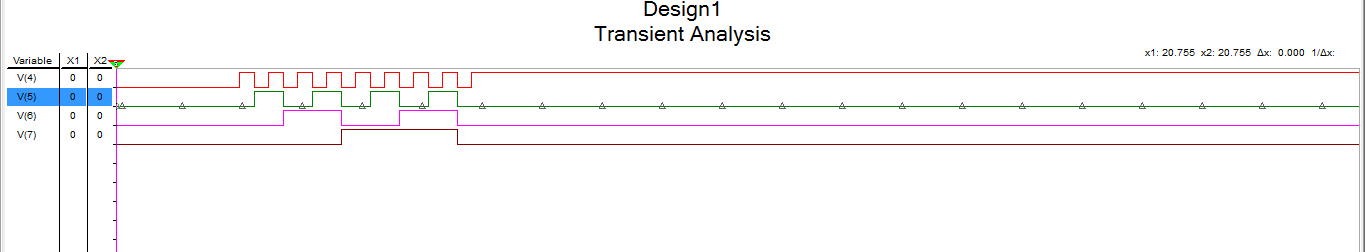 Design1
Transient Analysis
x1: 20.755 x2: 20.755 Δx: 0.000 1/Δx:
Variable X1 X2
V(4) 0 0
V(5) 0 0
V(6) 0 0
V(7) 0 0